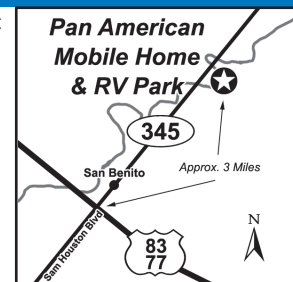 Pan American
Mobile Home
& RV Park
345
San Benito
Approx. 3 Miles
Sam Houston Blvd
N
83
77